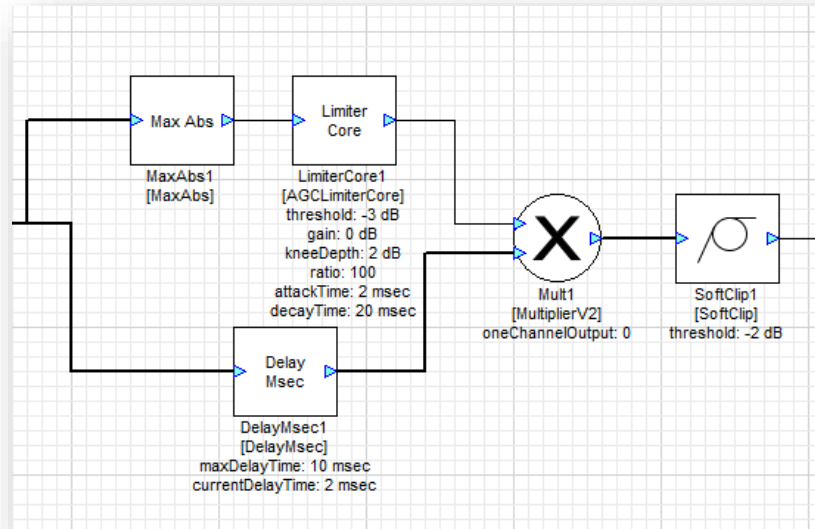 Max Abs
MaxAbs1
[MaxAbs]
Limiter
Core
LimiterCore1
[AGCLimiterCore]
threshold: -3 dB
gain: 0 dB
kneeDepth: 2 dB
ratio: 100
attackTime: 2 msec
decayTime: 20 msec
Delay
Msec
DelayMsec1
[DelayMsec]
maxDelayTime: 10 msec
currentDelayTime: 2 msec
X
Mult1
[MultiplierV2]
oneChannelOutput: 0
SoftClip1
[SoftClip]
threshold: -2 dB